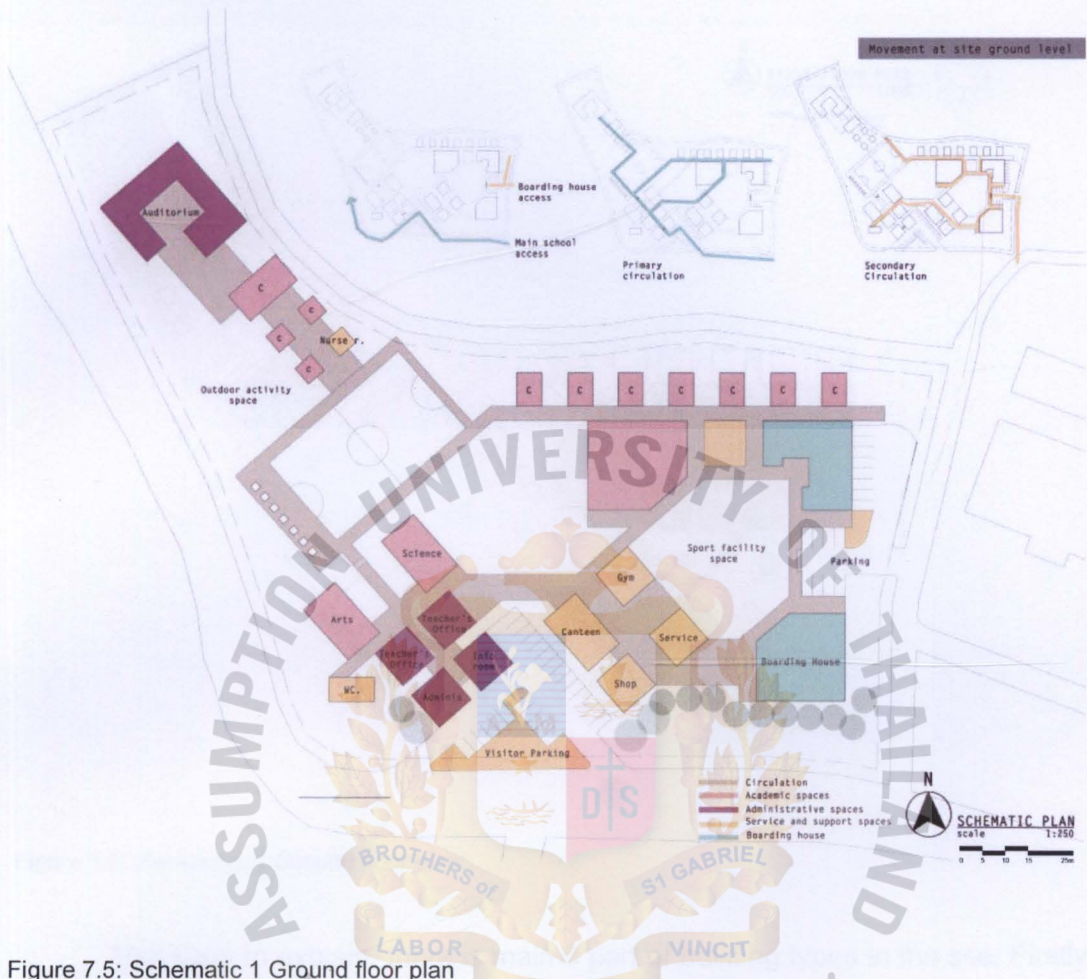 Movement at site ground level
Boarding house
access
Main school
access
Primary
circulation
Secondary
Circulation
Auditorium
C
C
C
C
Nurse r.
Outdoor activity
space
C
C
C
C
C
C
C
Science
Arts
Teacher's
Office
Teacher's
Office
Info.
room
Adminis.
WC.
Visitor Parking
Gym
Canteen
Service
Shop
Sport facility
space
Parking
Boarding House
Circulation
Academic spaces
Administrative spaces
Service and support spaces
Boarding house
N
SCHEMATIC PLAN
scale 1:250
0 5 10 15 25m
ASSUMPTION UNIVERSITY OF THAILAND
DS
BROTHERS of
S1 GABRIEL
LABOR
VINCIT
Figure 7.5: Schematic 1 Ground floor plan